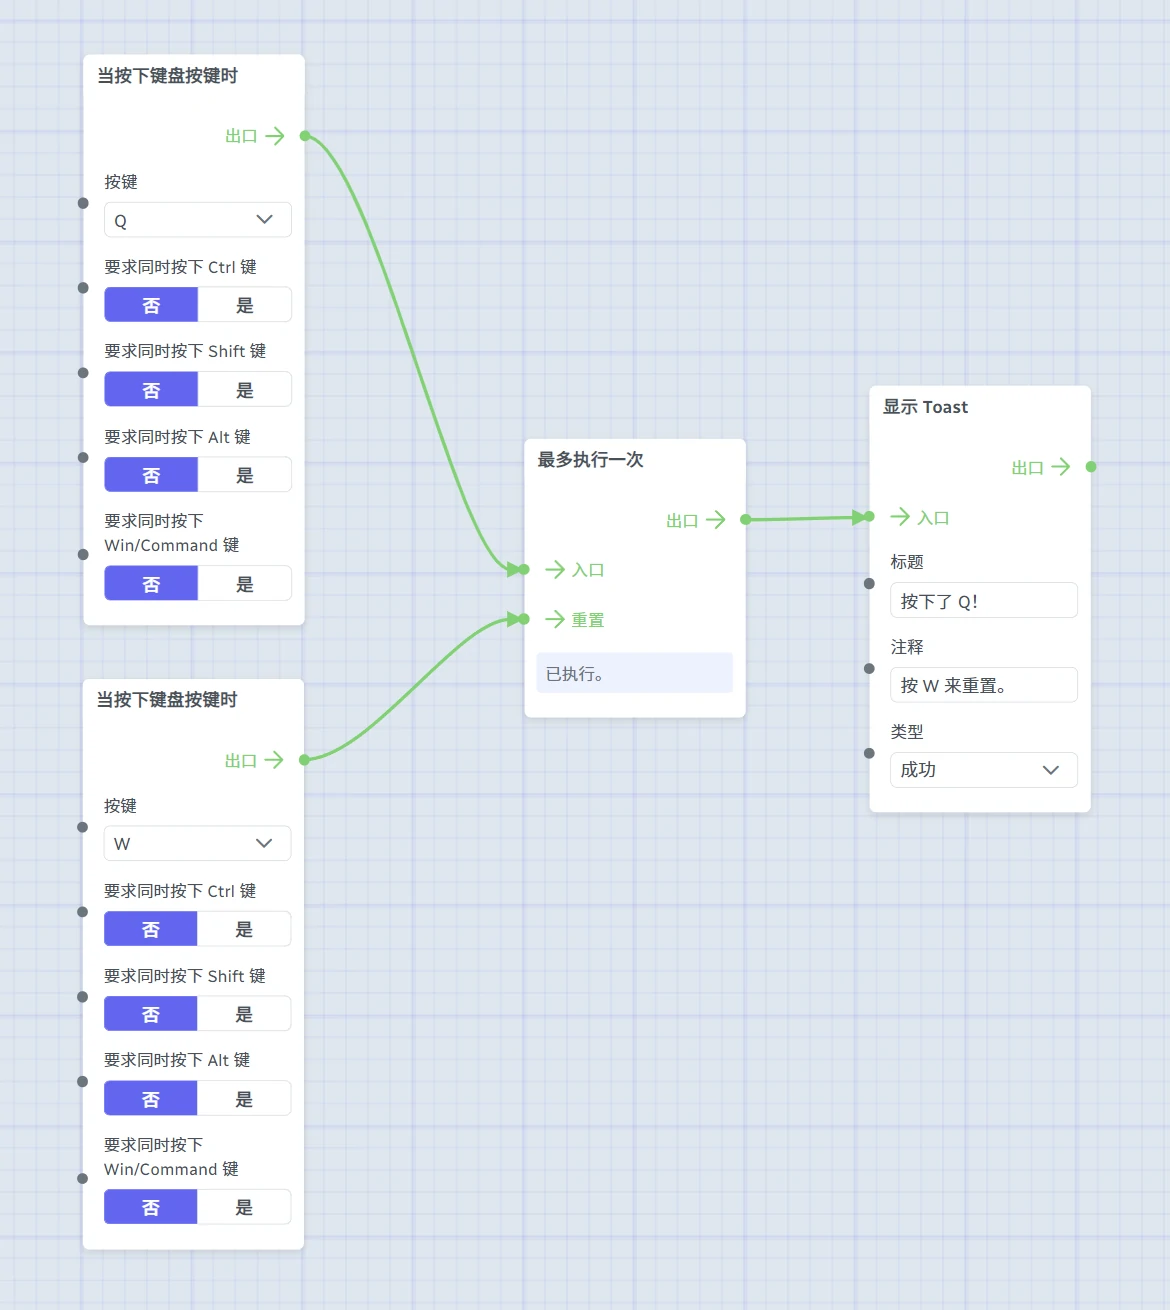 当按下键盘按键时
出口
按键
Q
要求同时按下 Ctrl 键
否 是
要求同时按下 Shift 键
否 是
要求同时按下 Alt 键
否 是
要求同时按下
Win/Command 键
否 是
当按下键盘按键时
出口
按键
W
要求同时按下 Ctrl 键
否 是
要求同时按下 Shift 键
否 是
要求同时按下 Alt 键
否 是
要求同时按下
Win/Command 键
否 是
最多执行一次
出口
入口
重置
已执行。
显示 Toast
出口
入口
标题
按下了 Q！
注释
按 W 来重置。
类型
成功